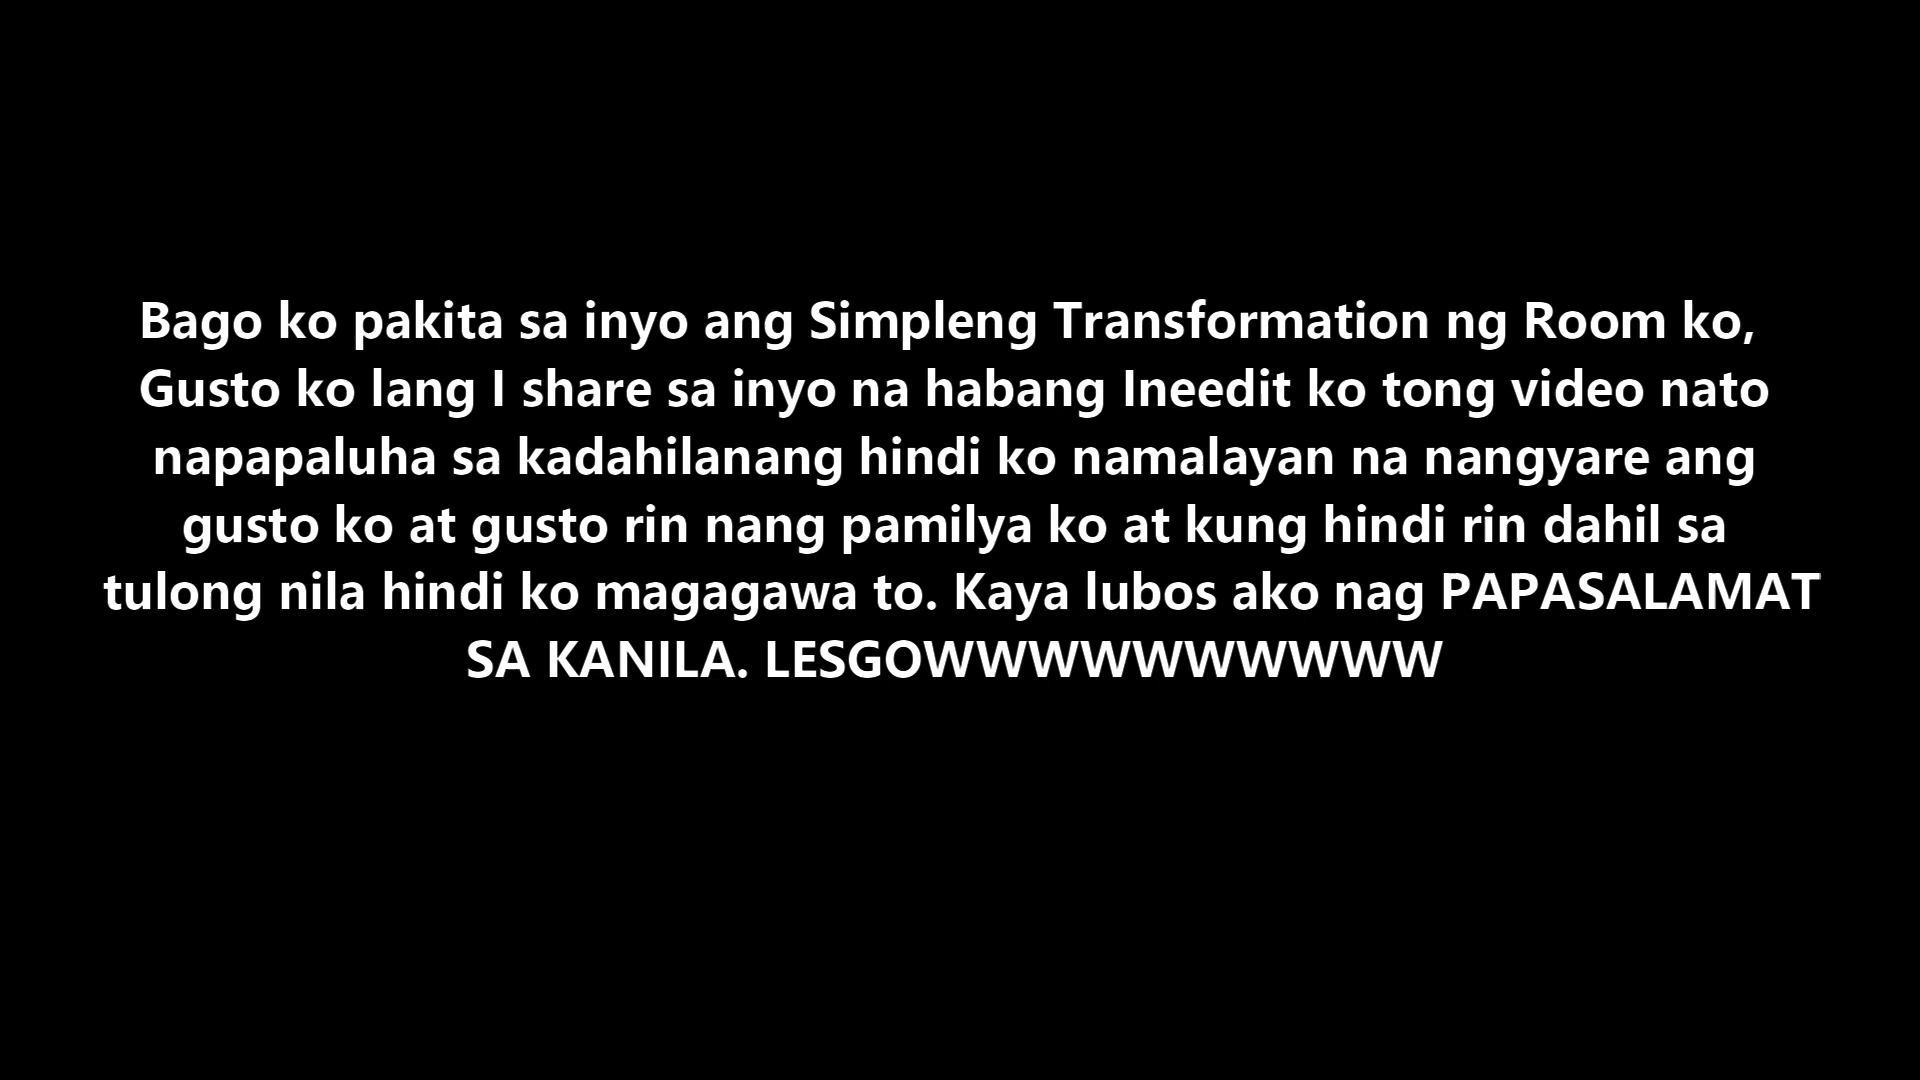 Bago ko pakita sa inyo ang Simpleng Transformation ng Room ko,
Gusto ko lang I share sa inyo na habang Ineedit ko tong video nato
napapaluha sa kadahilanang hindi ko namalayan na nangyare ang
gusto ko at gusto rin nang pamilya ko at kung hindi rin dahil sa
tulong nila hindi ko magagawa to. Kaya lubos ako nag PAPASALAMAT
SA KANILA. LESGOWWWWWWWWWW